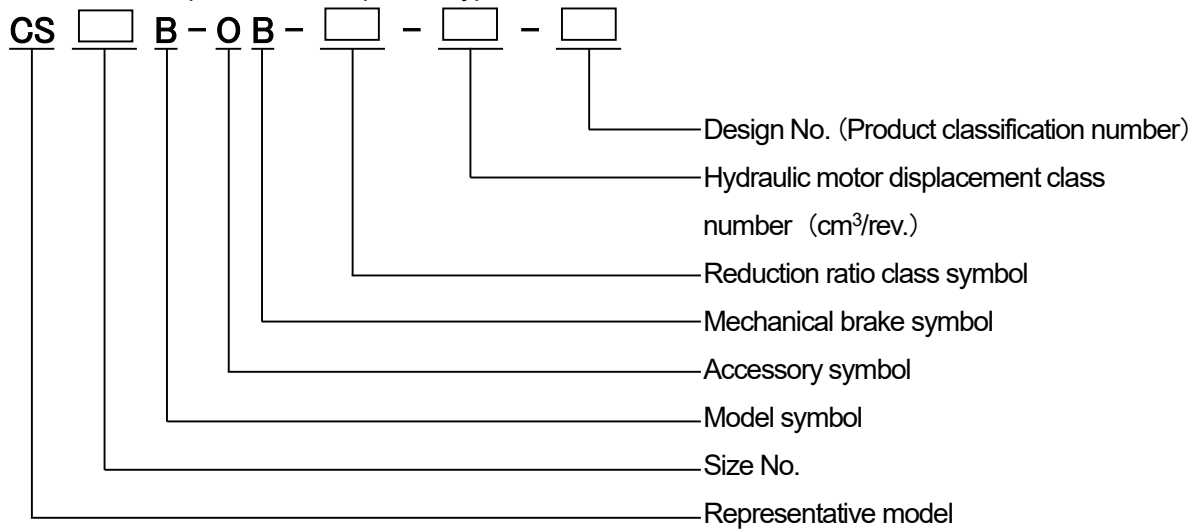 CS B - O B - - -
Design No.（Product classification number）
Hydraulic motor displacement class
number（cm³/rev.）
Reduction ratio class symbol
Mechanical brake symbol
Accessory symbol
Model symbol
Size No.
Representative model